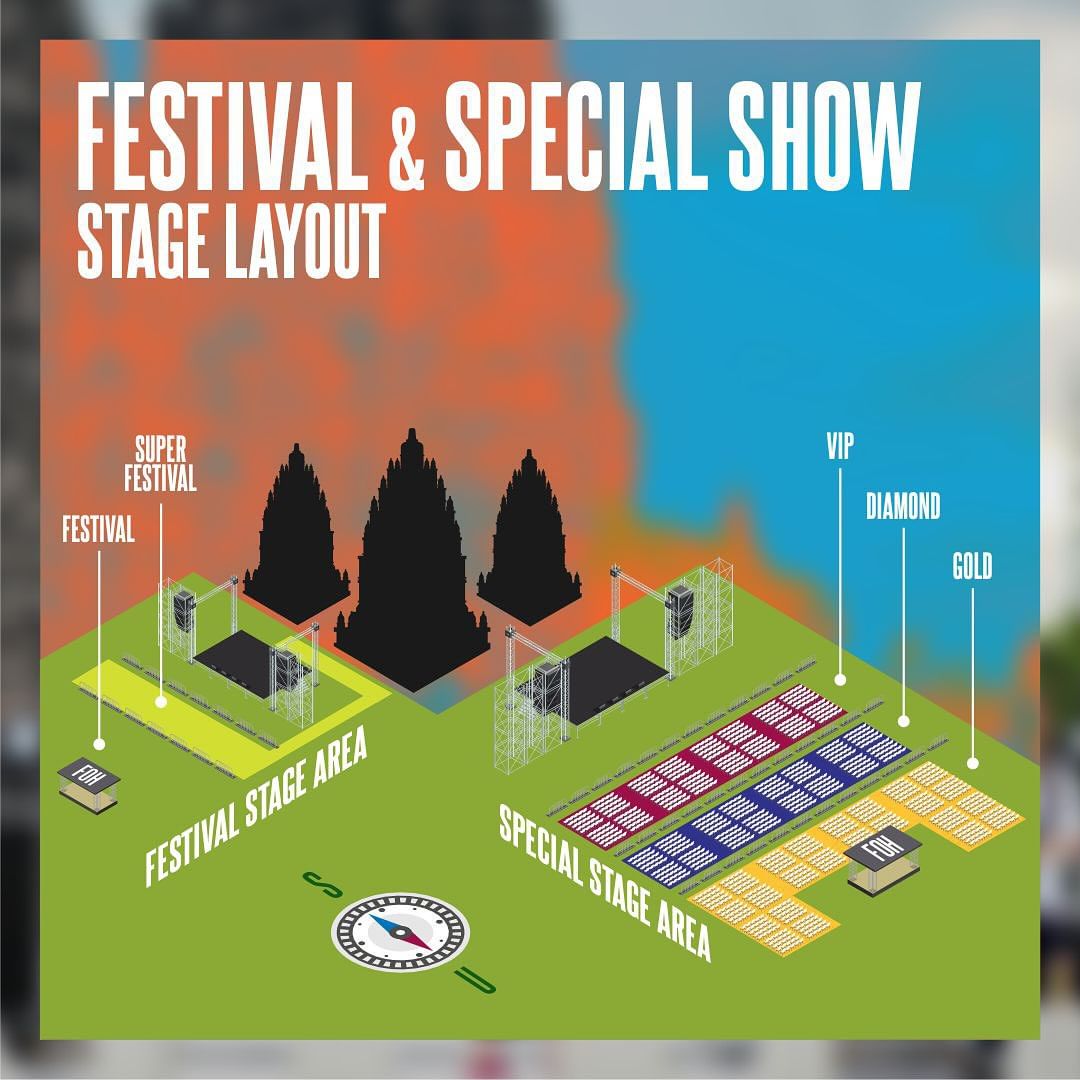 FESTIVAL & SPECIAL SHOW
STAGE LAYOUT
SUPER
FESTIVAL
FESTIVAL
VIP
DIAMOND
GOLD
FOH
FESTIVAL STAGE AREA
SPECIAL STAGE AREA
FOH
S
U